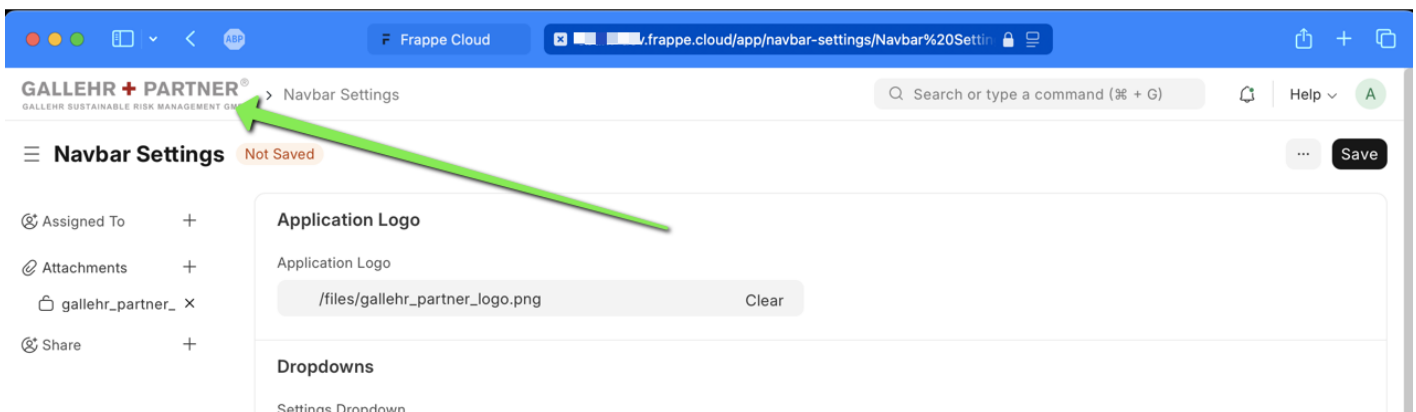 ABP
F Frappe Cloud
v.frappe.cloud/app/navbar-settings/Navbar%20Settin
GALLEHR + PARTNER®
GALLEHR SUSTAINABLE RISK MANAGEMENT GM
> Navbar Settings
Search or type a command (⌘ + G)
Help
A
Navbar Settings
Not Saved
...
Save
Assigned To +
Attachments +
gallehr_partner_ ×
Share +
Application Logo
Application Logo
/files/gallehr_partner_logo.png
Clear
Dropdowns
Settings Dropdown